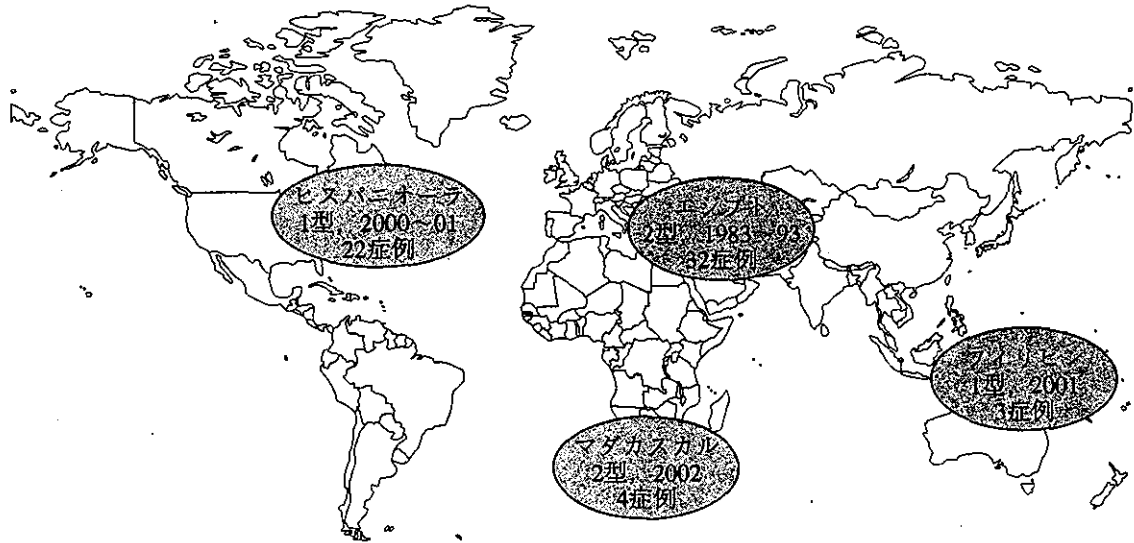 ヒスパニオーラ
1型, 2000~01
22症例
エジプト
2型, 1983~93
32症例
フィリピン
1型, 2001
3症例
マダカスカル
2型, 2002
4症例